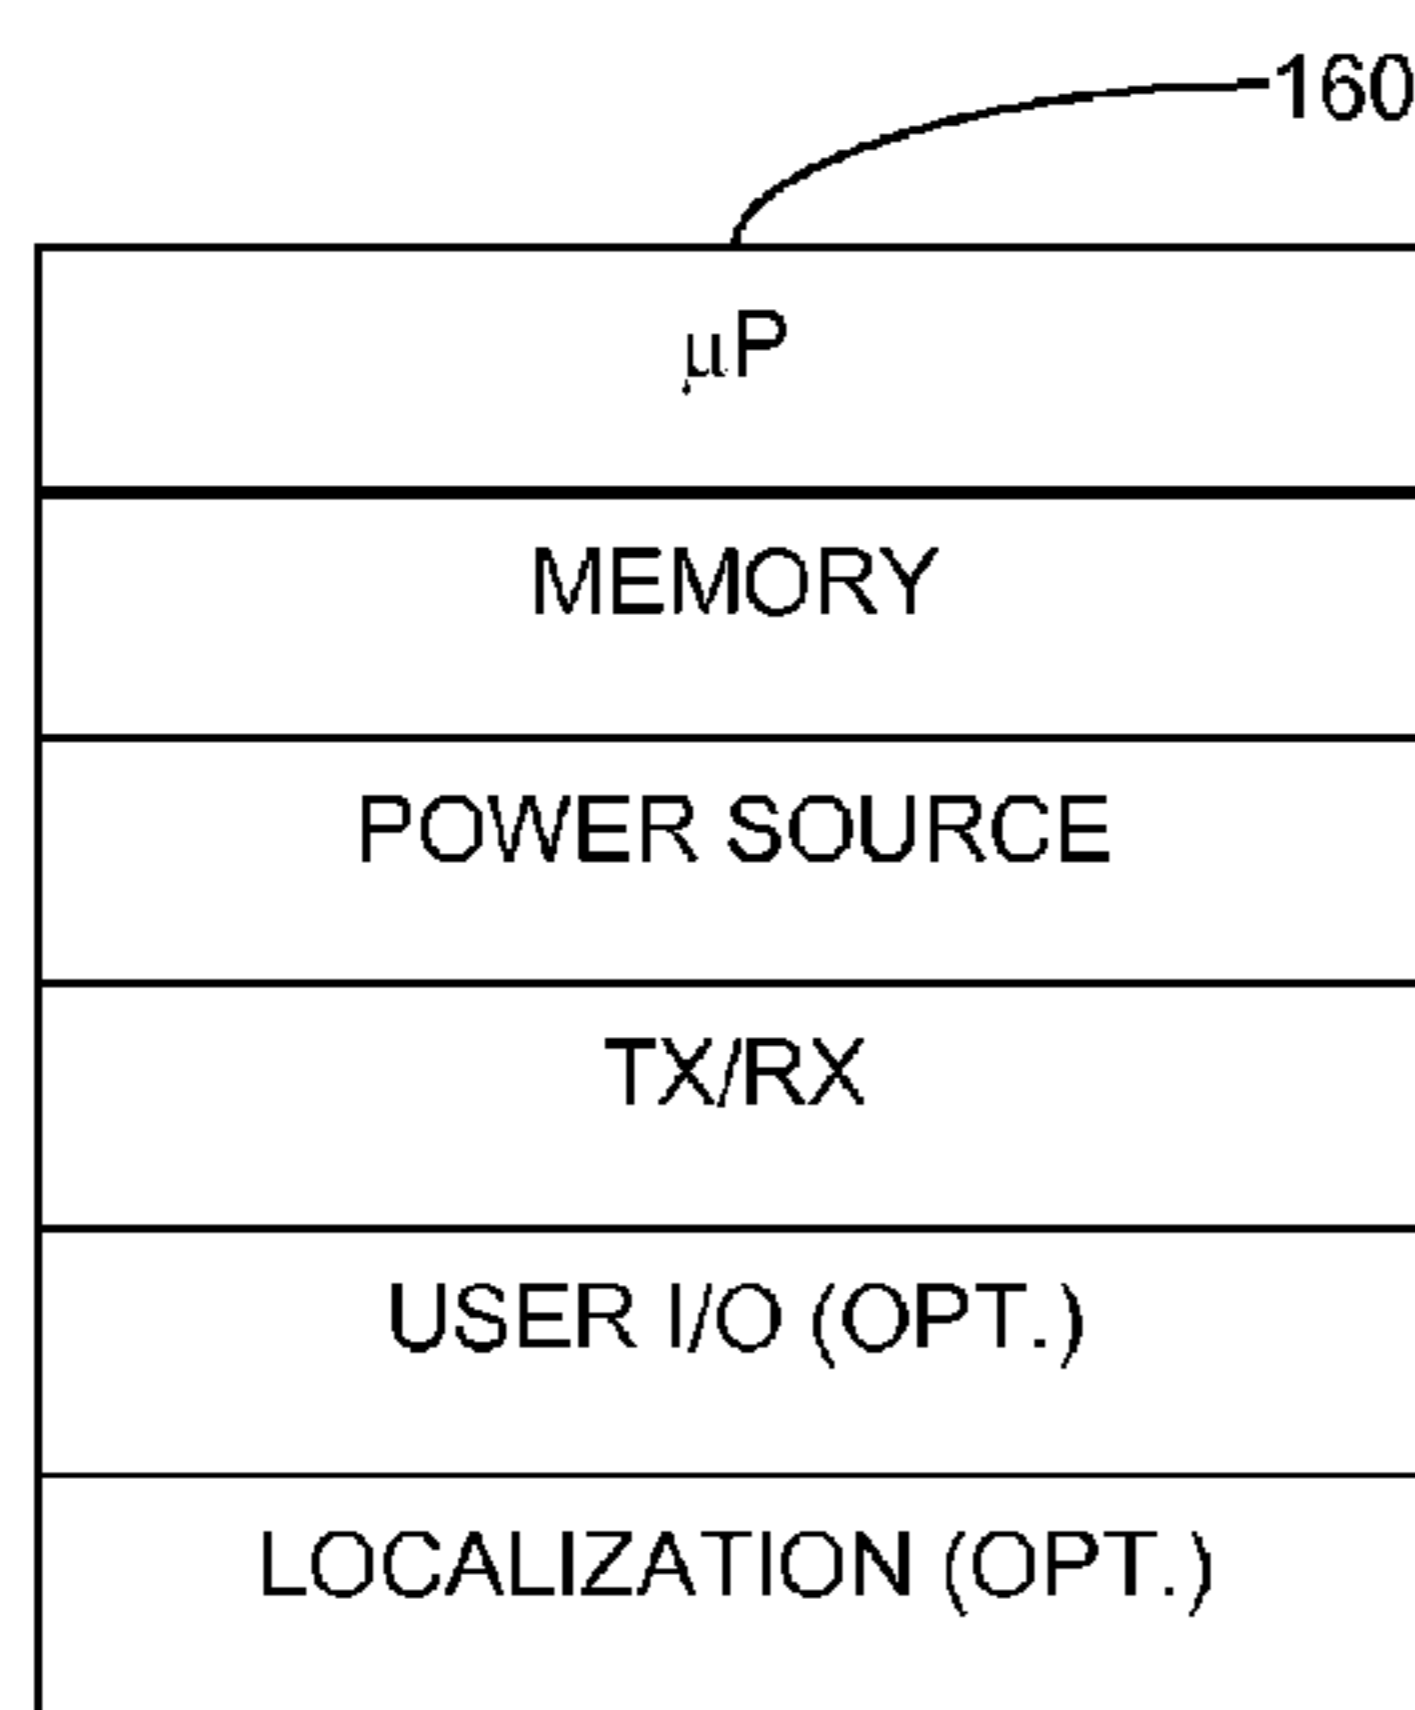 160
μP
MEMORY
POWER SOURCE
TX/RX
USER I/O (OPT.)
LOCALIZATION (OPT.)